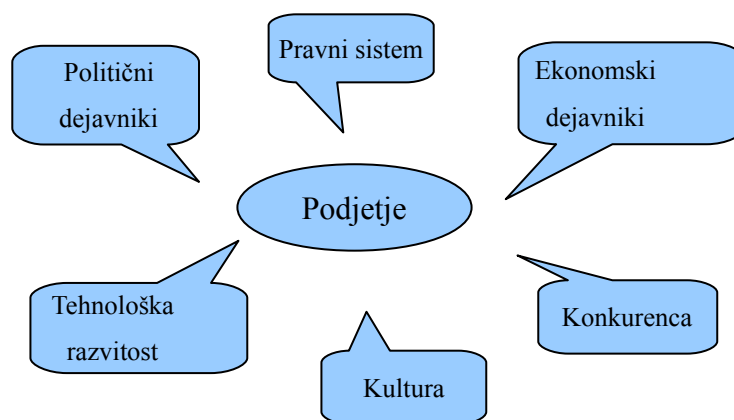 Pravni sistem
Politični
dejavniki
Ekonomski
dejavniki
Podjetje
Tehnološka
razvitost
Konkurenca
Kultura